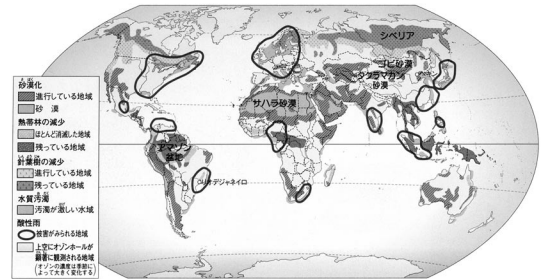 シベリア
ゴビ砂漠
タクラマカン
砂漠
サハラ砂漠
アマゾン
盆地
リオデジャネイロ
さばく
砂漠化
進行している地域
砂漠
熱帯林の減少
ほとんど消滅した地域
残っている地域
針葉樹の減少
進行している地域
残っている地域
水質汚濁
汚濁が激しい水域
酸性雨
被害がみられる地域
上空にオゾンホールが
顕著に観測される地域
(オゾンの濃度は季節に
よって大きく変化する)